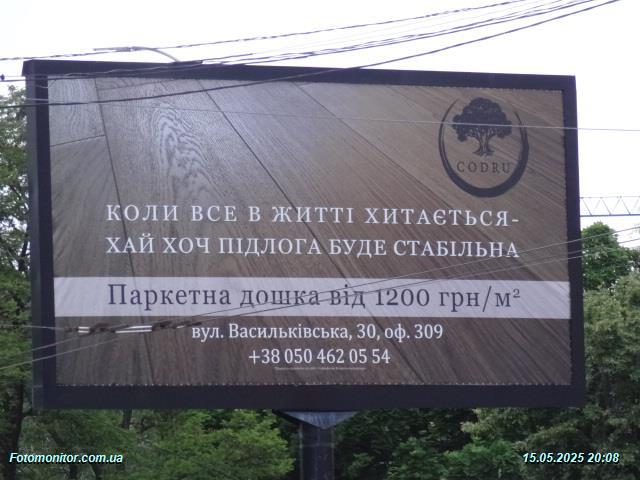 CODRU
КОЛИ ВСЕ В ЖИТТІ ХИТАЄТЬСЯ-
ХАЙ ХОЧ ПІДЛОГА БУДЕ СТАБІЛЬНА
Паркетна дошка від 1200 грн/м²
вул. Васильківська, 30, оф. 309
+38 050 462 05 54
Fotomonitor.com.ua
15.05.2025 20:08